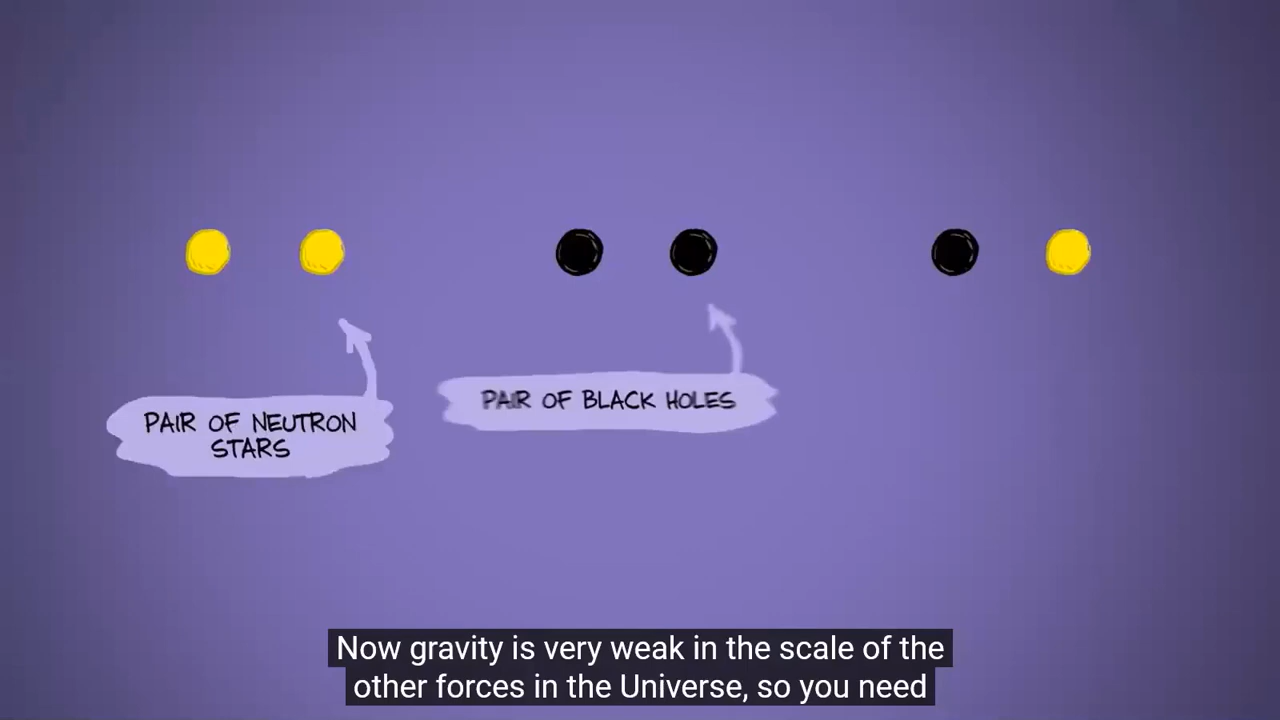 PAIR OF NEUTRON
STARS
PAIR OF BLACK HOLES
Now gravity is very weak in the scale of the
other forces in the Universe, so you need